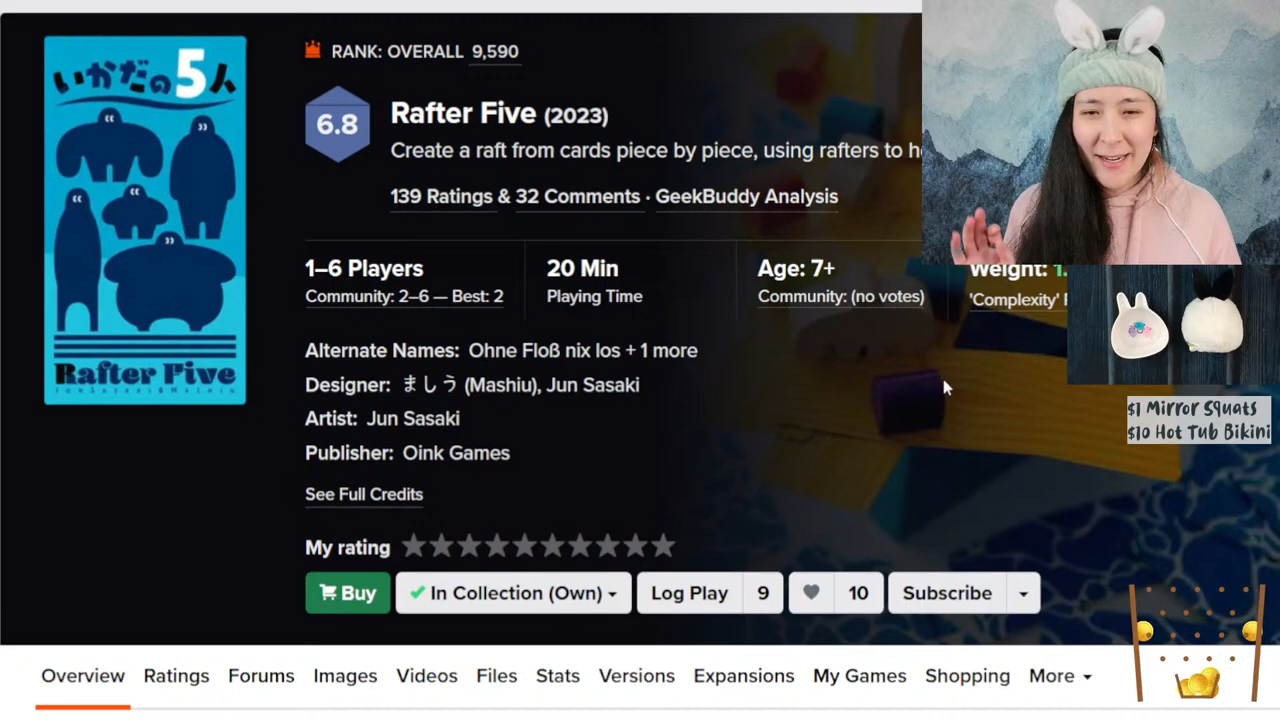 いかだの5人
Rafter Five
RANK: OVERALL 9,590
6.8
Rafter Five (2023)
Create a raft from cards piece by piece, using rafters to
139 Ratings & 32 Comments · GeekBuddy Analysis
1–6 Players
Community: 2–6 — Best: 2
20 Min
Playing Time
Age: 7+
Community: (no votes)
Weight: 1.
'Complexity'
Alternate Names: Ohne Floß nix los + 1 more
Designer: ましう (Mashiu), Jun Sasaki
Artist: Jun Sasaki
Publisher: Oink Games
See Full Credits
My rating
Buy
In Collection (Own)
Log Play 9
10
Subscribe
$1 Mirror Squats
$10 Hot Tub Bikini
Overview Ratings Forums Images Videos Files Stats Versions Expansions My Games Shopping More